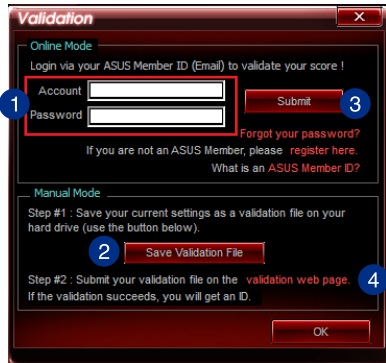 Validation
Online Mode
Login via your ASUS Member ID (Email) to validate your score !
1
Account
Password
Submit
3
Forgot your password?
If you are not an ASUS Member, please register here.
What is an ASUS Member ID?
Manual Mode
Step #1 : Save your current settings as a validation file on your
hard drive (use the button below).
2
Save Validation File
Step #2 : Submit your validation file on the validation web page.
4
If the validation succeeds, you will get an ID.
OK